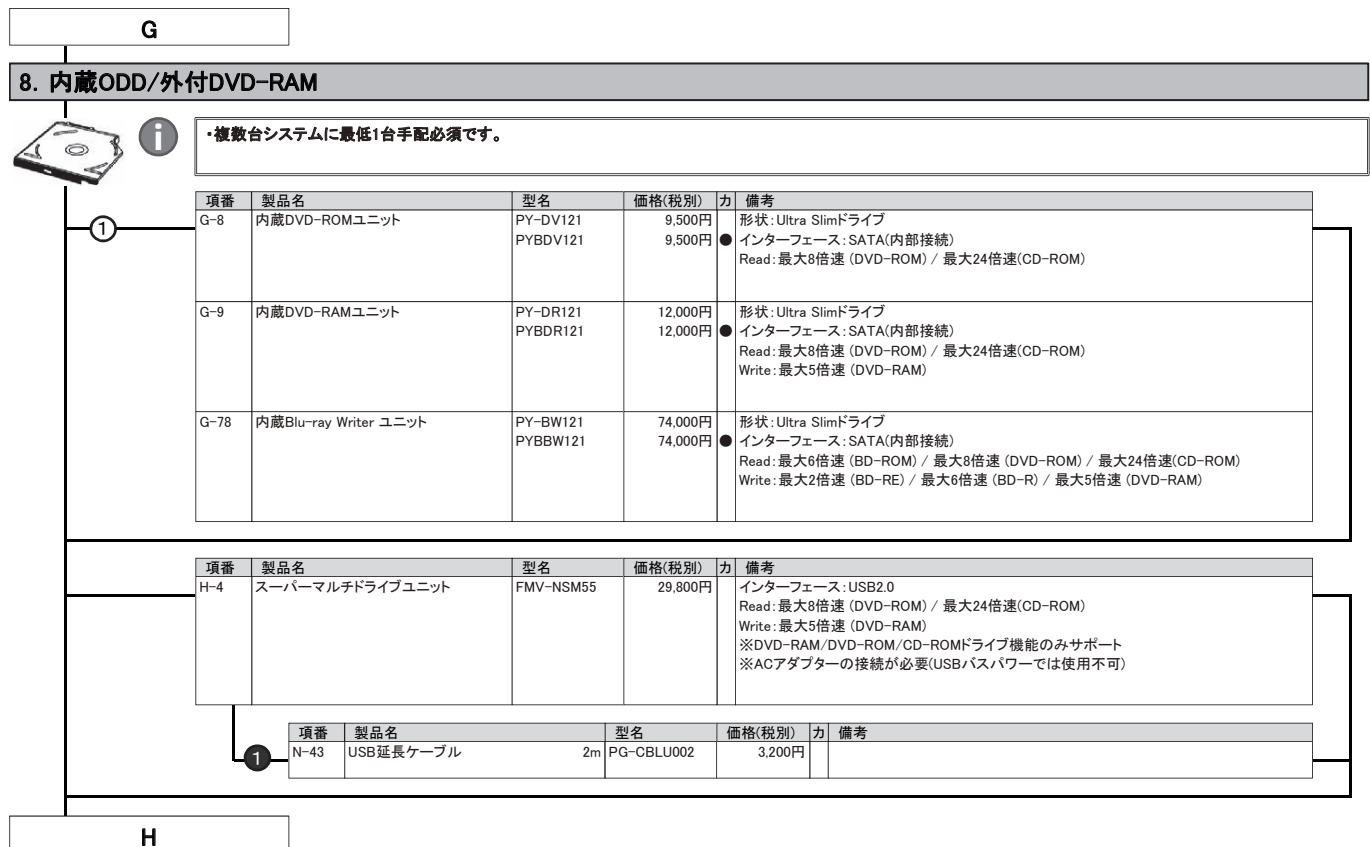 G
8. 内蔵ODD/外付DVD-RAM
・複数台システムに最低1台手配必須です。
項番 製品名 型名 価格(税別) カ 備考
① G-8 内蔵DVD-ROMユニット PY-DV121 9,500円 形状：Ultra Slimドライブ
PYBDV121 9,500円 ● インターフェース：SATA(内部接続)
Read：最大8倍速 (DVD-ROM) / 最大24倍速(CD-ROM)
G-9 内蔵DVD-RAMユニット PY-DR121 12,000円 形状：Ultra Slimドライブ
PYBDR121 12,000円 ● インターフェース：SATA(内部接続)
Read：最大8倍速 (DVD-ROM) / 最大24倍速(CD-ROM)
Write：最大5倍速 (DVD-RAM)
G-78 内蔵Blu-ray Writer ユニット PY-BW121 74,000円 形状：Ultra Slimドライブ
PYBBW121 74,000円 ● インターフェース：SATA(内部接続)
Read：最大6倍速 (BD-ROM) / 最大8倍速 (DVD-ROM) / 最大24倍速(CD-ROM)
Write：最大2倍速 (BD-RE) / 最大6倍速 (BD-R) / 最大5倍速 (DVD-RAM)
項番 製品名 型名 価格(税別) カ 備考
H-4 スーパーマルチドライブユニット FMV-NSM55 29,800円 インターフェース：USB2.0
Read：最大8倍速 (DVD-ROM) / 最大24倍速(CD-ROM)
Write：最大5倍速 (DVD-RAM)
※DVD-RAM/DVD-ROM/CD-ROMドライブ機能のみサポート
※ACアダプターの接続が必要(USBバスパワーでは使用不可)
項番 製品名 型名 価格(税別) カ 備考
❶ N-43 USB延長ケーブル 2m PG-CBLU002 3,200円
H